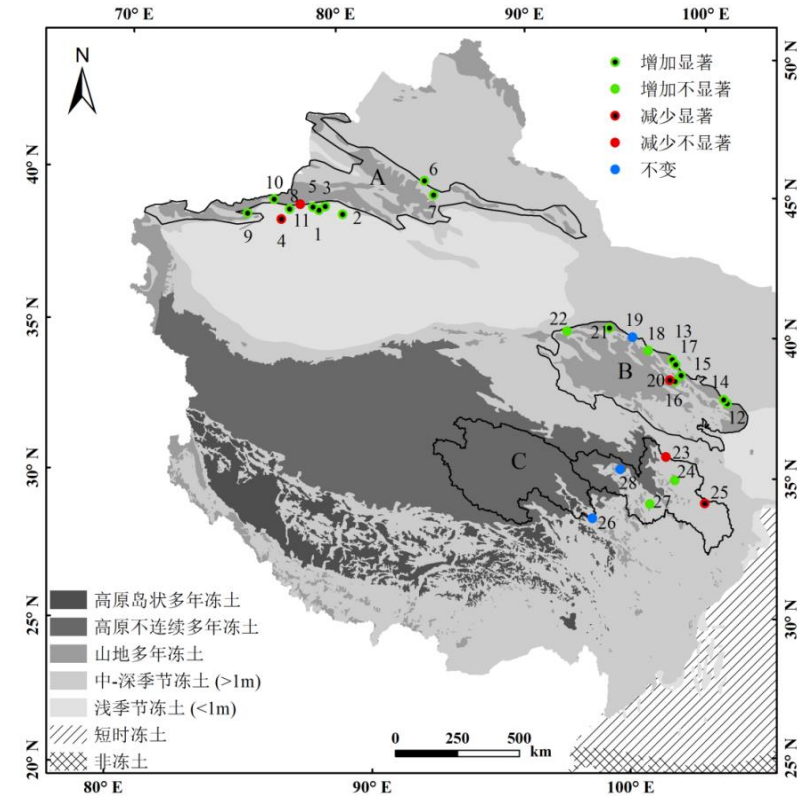 70° E 80° E 90° E 100° E
N
增加显著
增加不显著
减少显著
减少不显著
不变
50° N
40° N
45° N
35° N
40° N
30° N
35° N
25° N
30° N
20° N
25° N
A
6
7
10
8
5
3
9
4
11
1
2
22
21
19
18
13
17
15
B
20
16
14
12
C
23
24
28
25
27
26
高原岛状多年冻土
高原不连续多年冻土
山地多年冻土
中-深季节冻土 (>1m)
浅季节冻土 (<1m)
短时冻土
非冻土
0 250 500
km
80° E 90° E 100° E